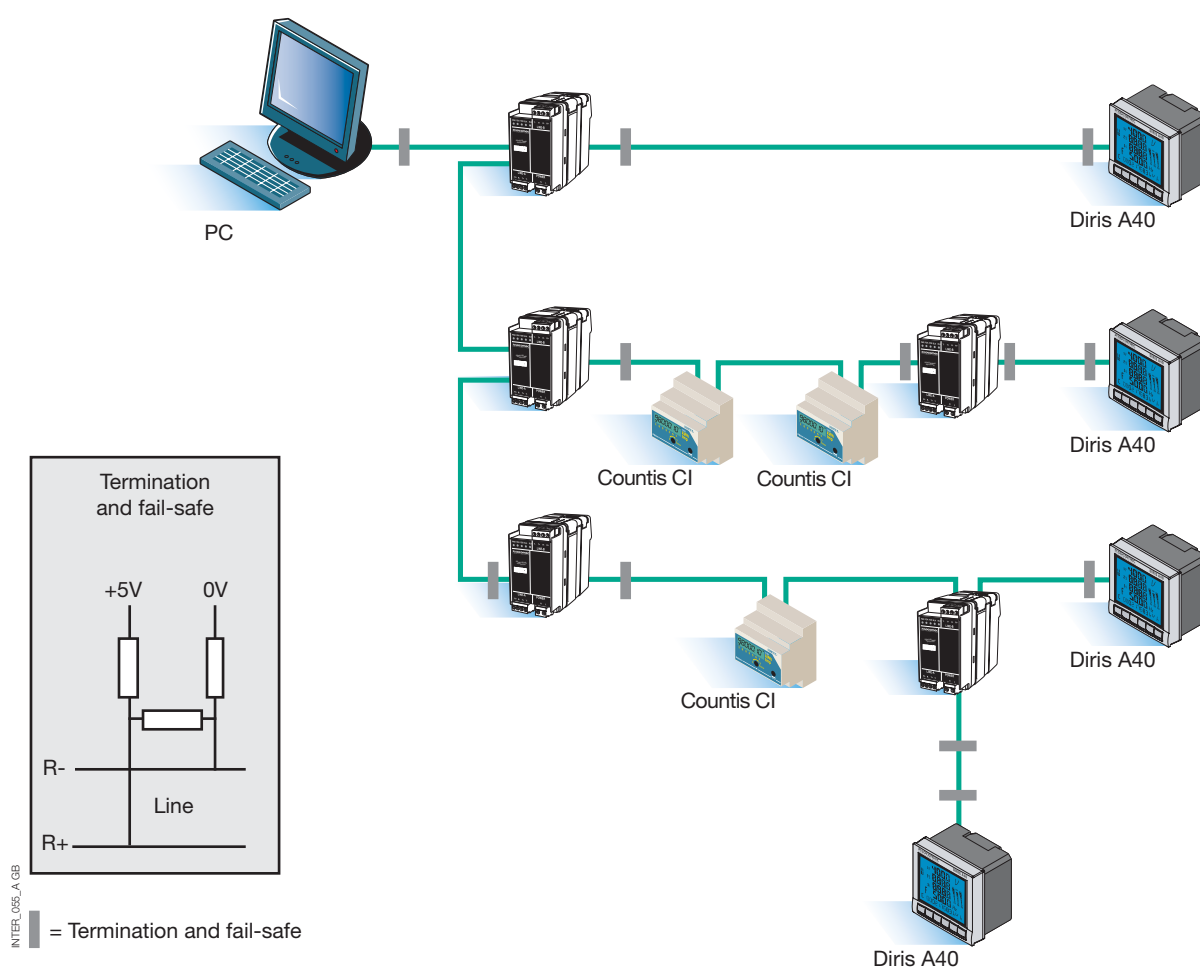 PC
Diris A40
Diris A40
Countis CI
Countis CI
Termination
and fail-safe
+5V
0V
R-
Line
R+
Diris A40
Countis CI
Diris A40
INTER_055_A GB
= Termination and fail-safe